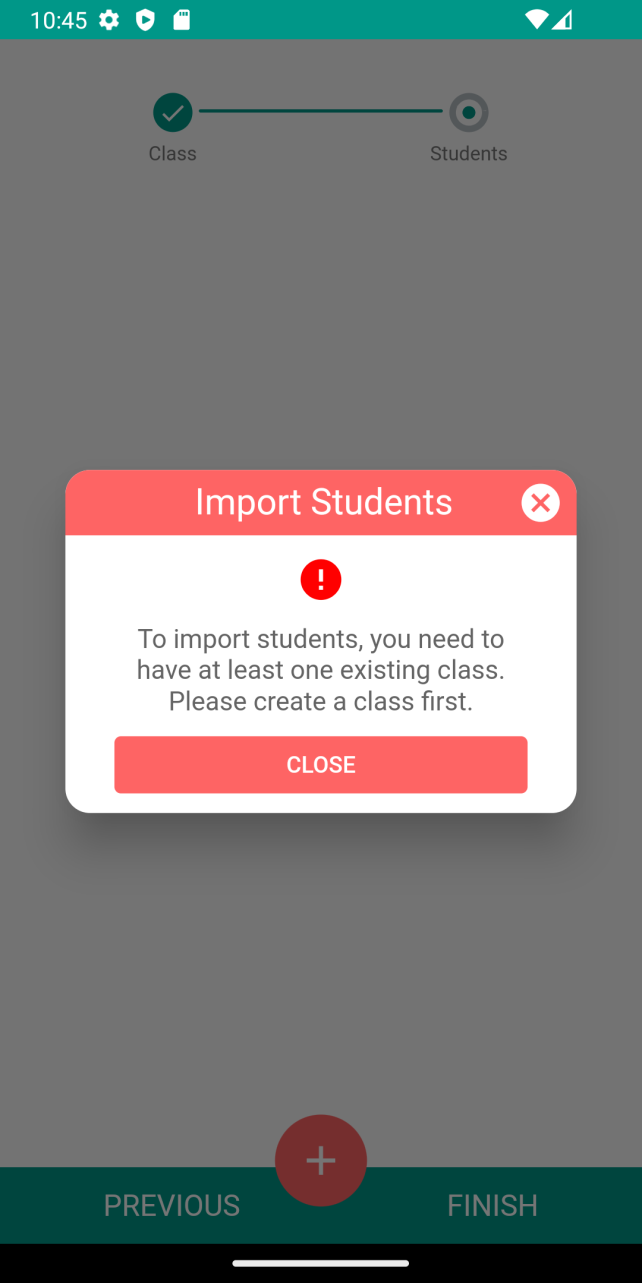 10:45
Class
Students
Import Students
To import students, you need to
have at least one existing class.
Please create a class first.
CLOSE
PREVIOUS
FINISH